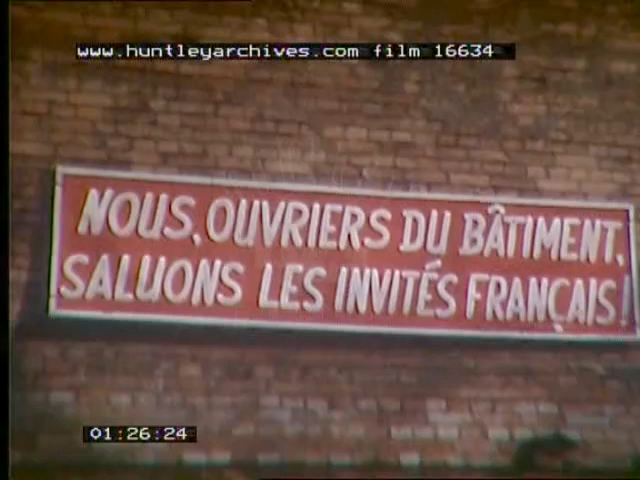 www.huntleyarchives.com film 16634
NOUS, OUVRIERS DU BÂTIMENT,
SALUONS LES INVITÉS FRANÇAIS!
01:26:24